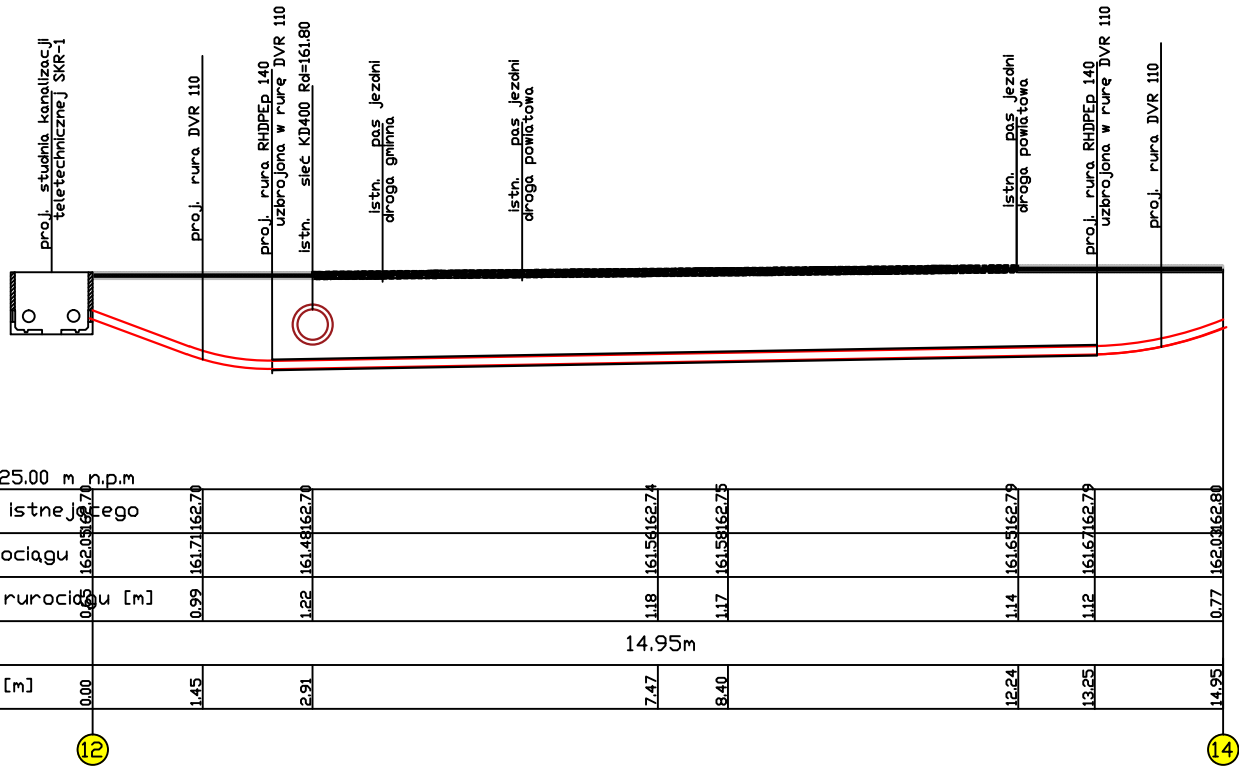 proj. studnia kanalizacji
teletechnicznej SKR-1
proj. rura DVR 110
proj. rura RHDPEp 140
uzbrojona w rurę DVR 110
istn. sieć KD400 Rd=161.80
istn. pas jezdni
droga gminna
istn. pas jezdni
droga powiatowa
istn. pas jezdni
droga powiatowa
proj. rura RHDPEp 140
uzbrojona w rurę DVR 110
proj. rura DVR 110
25.00 m n.p.m
istnejącego 162.70 162.70 162.70 162.74 162.75 162.79 162.79 162.80
ociągu 162.05 161.71 161.48 161.56 161.58 161.65 161.67 162.03
rurociągu [m] 0.65 0.99 1.22 1.18 1.17 1.14 1.12 0.77
14.95m
[m] 0.00 1.45 2.91 7.47 8.40 12.24 13.25 14.95
12 14